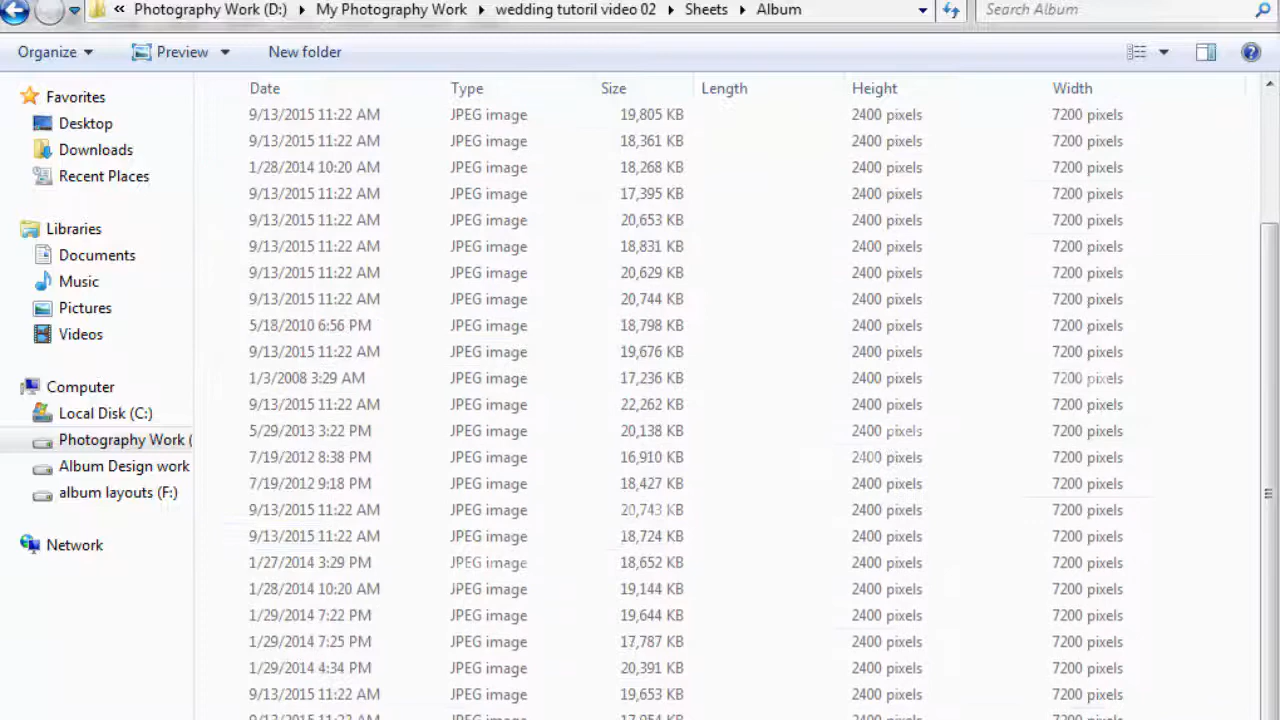 « Photography Work (D:) My Photography Work wedding tutoril video 02 Sheets Album Search Album
Organize Preview New folder
Favorites
Desktop
Downloads
Recent Places
Libraries
Documents
Music
Pictures
Videos
Computer
Local Disk (C:)
Photography Work (
Album Design work
album layouts (F:)
Network
Date Type Size Length Height Width
9/13/2015 11:22 AM JPEG image 19,805 KB 2400 pixels 7200 pixels
9/13/2015 11:22 AM JPEG image 18,361 KB 2400 pixels 7200 pixels
1/28/2014 10:20 AM JPEG image 18,268 KB 2400 pixels 7200 pixels
9/13/2015 11:22 AM JPEG image 17,395 KB 2400 pixels 7200 pixels
9/13/2015 11:22 AM JPEG image 20,653 KB 2400 pixels 7200 pixels
9/13/2015 11:22 AM JPEG image 18,831 KB 2400 pixels 7200 pixels
9/13/2015 11:22 AM JPEG image 20,629 KB 2400 pixels 7200 pixels
9/13/2015 11:22 AM JPEG image 20,744 KB 2400 pixels 7200 pixels
5/18/2010 6:56 PM JPEG image 18,798 KB 2400 pixels 7200 pixels
9/13/2015 11:22 AM JPEG image 19,676 KB 2400 pixels 7200 pixels
1/3/2008 3:29 AM JPEG image 17,236 KB 2400 pixels 7200 pixels
9/13/2015 11:22 AM JPEG image 22,262 KB 2400 pixels 7200 pixels
5/29/2013 3:22 PM JPEG image 20,138 KB 2400 pixels 7200 pixels
7/19/2012 8:38 PM JPEG image 16,910 KB 2400 pixels 7200 pixels
7/19/2012 9:18 PM JPEG image 18,427 KB 2400 pixels 7200 pixels
9/13/2015 11:22 AM JPEG image 20,743 KB 2400 pixels 7200 pixels
9/13/2015 11:22 AM JPEG image 18,724 KB 2400 pixels 7200 pixels
1/27/2014 3:29 PM JPEG image 18,652 KB 2400 pixels 7200 pixels
1/28/2014 10:20 AM JPEG image 19,144 KB 2400 pixels 7200 pixels
1/29/2014 7:22 PM JPEG image 19,644 KB 2400 pixels 7200 pixels
1/29/2014 7:25 PM JPEG image 17,787 KB 2400 pixels 7200 pixels
1/29/2014 4:34 PM JPEG image 20,391 KB 2400 pixels 7200 pixels
9/13/2015 11:22 AM JPEG image 19,653 KB 2400 pixels 7200 pixels